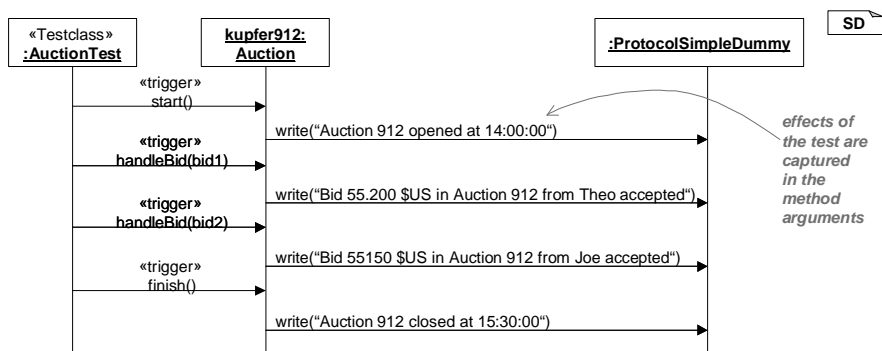 SD
«Testclass»
:AuctionTest
kupfer912:
Auction
:ProtocolSimpleDummy
«trigger»
start()
write(“Auction 912 opened at 14:00:00“)
effects of
the test are
captured
in the
method
arguments
«trigger»
handleBid(bid1)
write(“Bid 55.200 $US in Auction 912 from Theo accepted“)
«trigger»
handleBid(bid2)
write(“Bid 55150 $US in Auction 912 from Joe accepted“)
«trigger»
finish()
write(“Auction 912 closed at 15:30:00“)